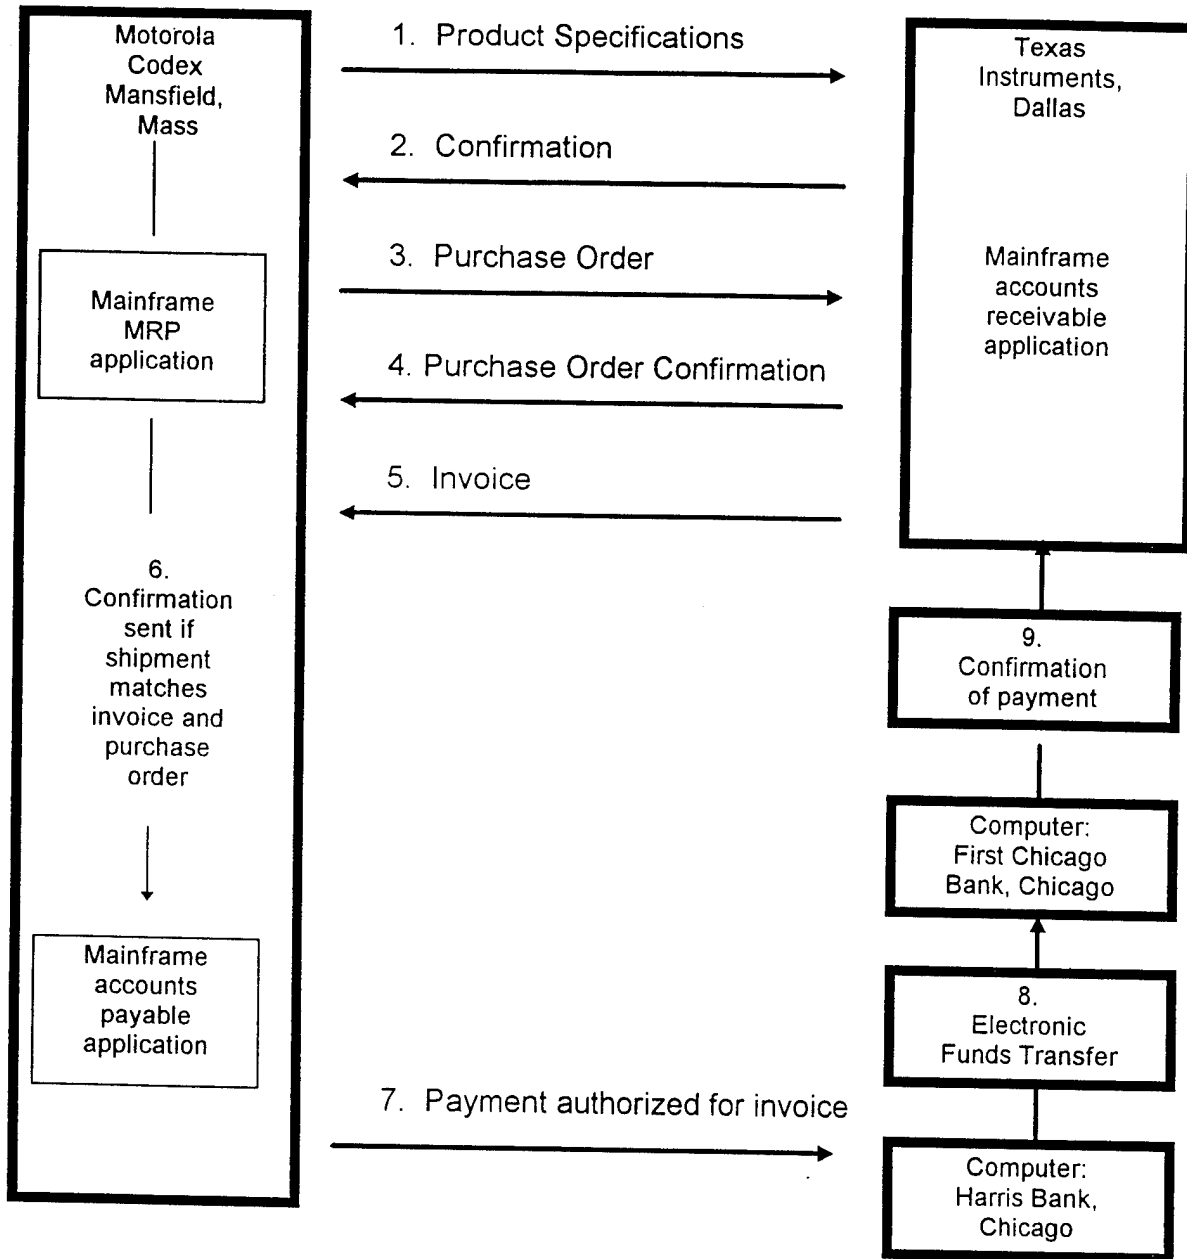 Motorola
Codex
Mansfield,
Mass
Mainframe
MRP
application
6.
Confirmation
sent if
shipment
matches
invoice and
purchase
order
Mainframe
accounts
payable
application
1. Product Specifications
2. Confirmation
3. Purchase Order
4. Purchase Order Confirmation
5. Invoice
7. Payment authorized for invoice
Texas
Instruments,
Dallas
Mainframe
accounts
receivable
application
9.
Confirmation
of payment
Computer:
First Chicago
Bank, Chicago
8.
Electronic
Funds Transfer
Computer:
Harris Bank,
Chicago